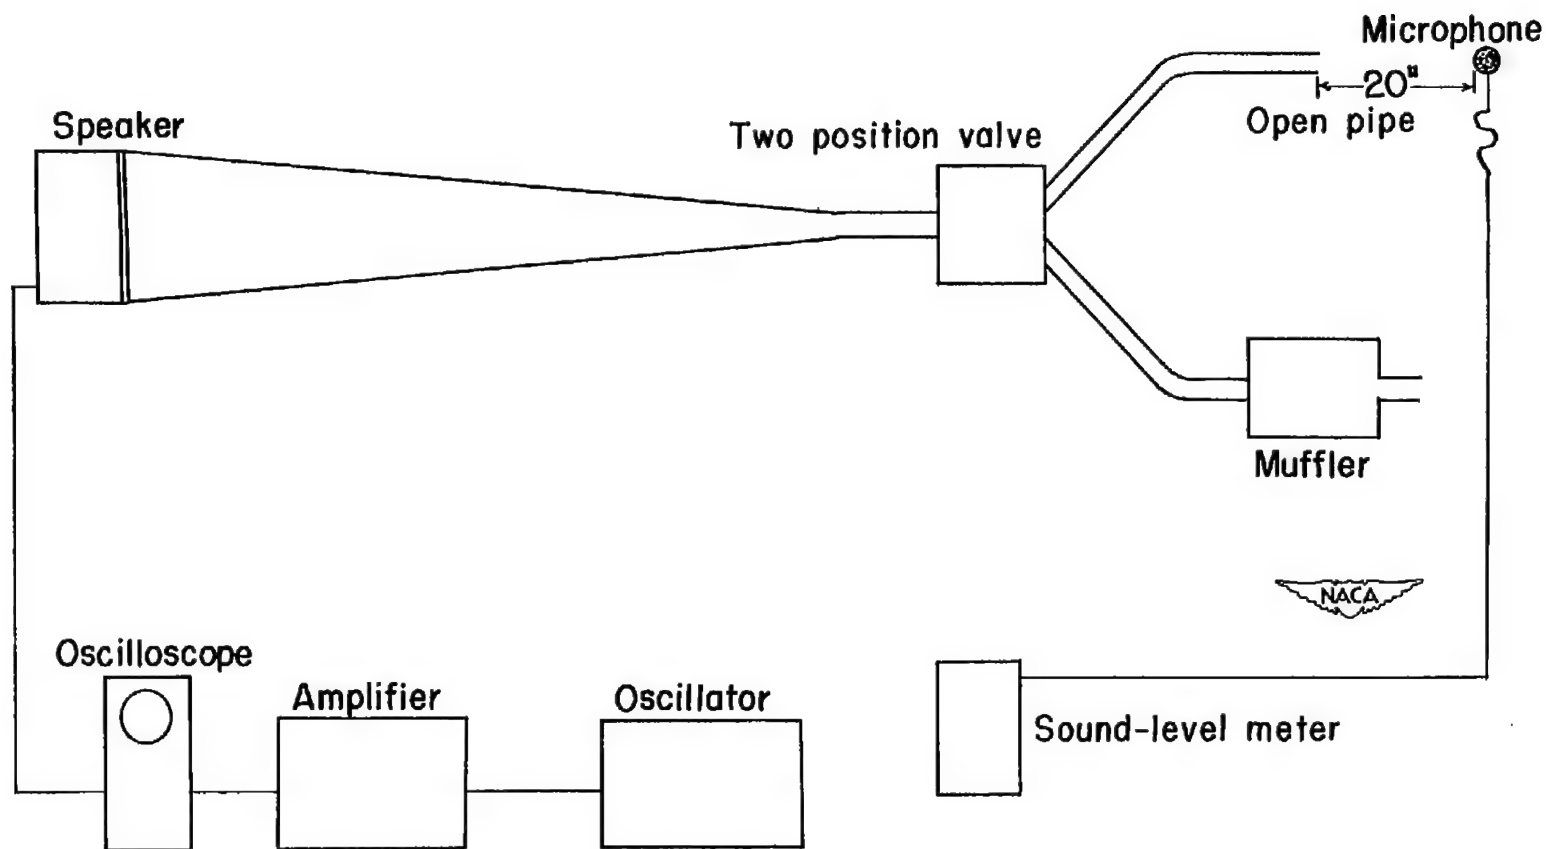 Microphone
20"
Open pipe
Speaker
Two position valve
Muffler
NACA
Oscilloscope
Amplifier
Oscillator
Sound-level meter